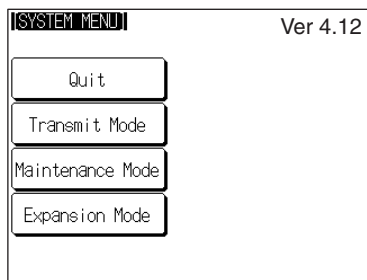 [SYSTEM MENU]
Ver 4.12
Quit
Transmit Mode
Maintenance Mode
Expansion Mode